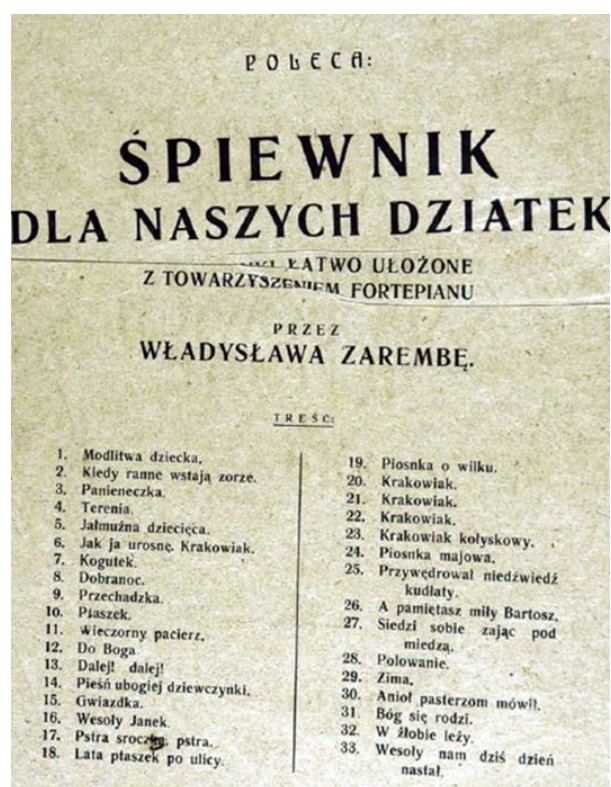 POLECA:
ŚPIEWNIK
DLA NASZYCH DZIATEK
ŁATWO UŁOŻONE
Z TOWARZYSZENIEM FORTEPIANU
PRZEZ
WŁADYSŁAWA ZAREMBĘ.
TREŚĆ:
1. Modlitwa dziecka.
2. Kiedy ranne wstają zorze.
3. Panieneczka.
4. Terenia.
5. Jałmużna dziecięca.
6. Jak ja urosnę. Krakowiak.
7. Kogutek.
8. Dobranoc.
9. Przechadzka.
10. Ptaszek.
11. Wieczorny pacierz.
12. Do Boga.
13. Dalej! dalej!
14. Pieśń ubogiej dziewczynki.
15. Gwiazdka.
16. Wesoły Janek.
17. Pstra sroczka, pstra.
18. Lata ptaszek po ulicy.
19. Piosnka o wilku.
20. Krakowiak.
21. Krakowiak.
22. Krakowiak.
23. Krakowiak kołyskowy.
24. Piosnka majowa.
25. Przywędrował niedźwiedź
kudłaty.
26. A pamiętasz miły Bartosz.
27. Siedzi sobie zając pod
miedzą.
28. Polowanie.
29. Zima.
30. Anioł pasterzom mówił.
31. Bóg się rodzi.
32. W żłobie leży.
33. Wesoły nam dziś dzień
nastał.